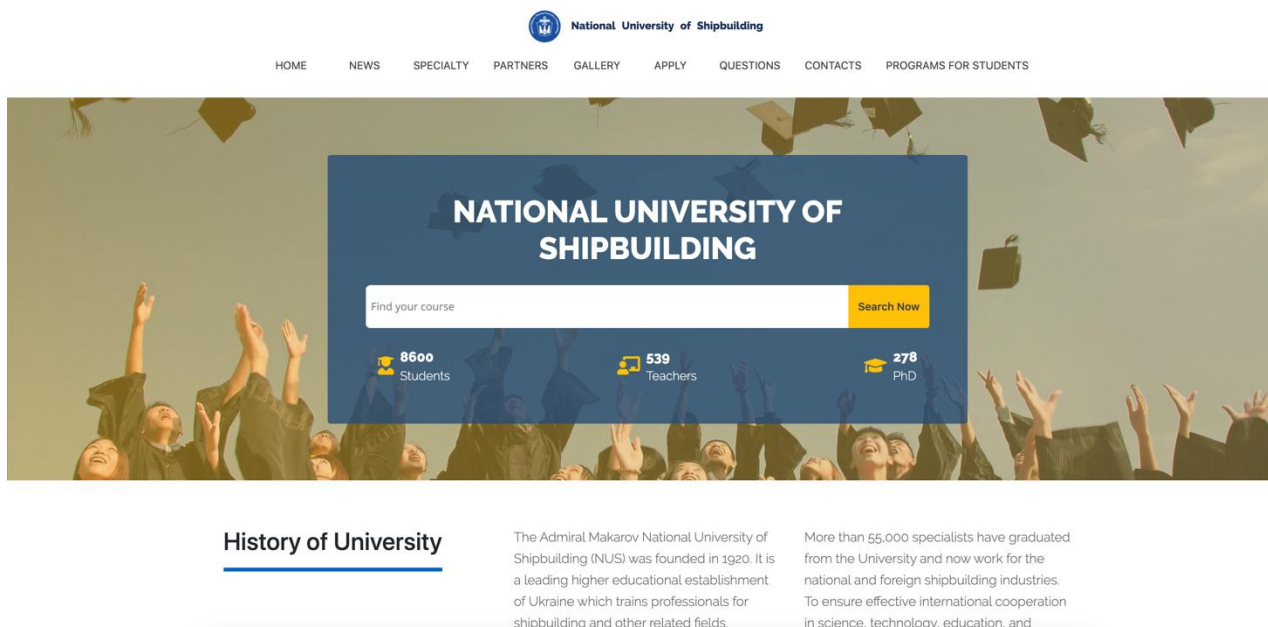 National University of Shipbuilding
HOME NEWS SPECIALTY PARTNERS GALLERY APPLY QUESTIONS CONTACTS PROGRAMS FOR STUDENTS
NATIONAL UNIVERSITY OF
SHIPBUILDING
Find your course
Search Now
8600
Students
539
Teachers
278
PhD
History of University
The Admiral Makarov National University of
Shipbuilding (NUS) was founded in 1920. It is
a leading higher educational establishment
of Ukraine which trains professionals for
shipbuilding and other related fields.
More than 55,000 specialists have graduated
from the University and now work for the
national and foreign shipbuilding industries.
To ensure effective international cooperation
in science, technology, education, and